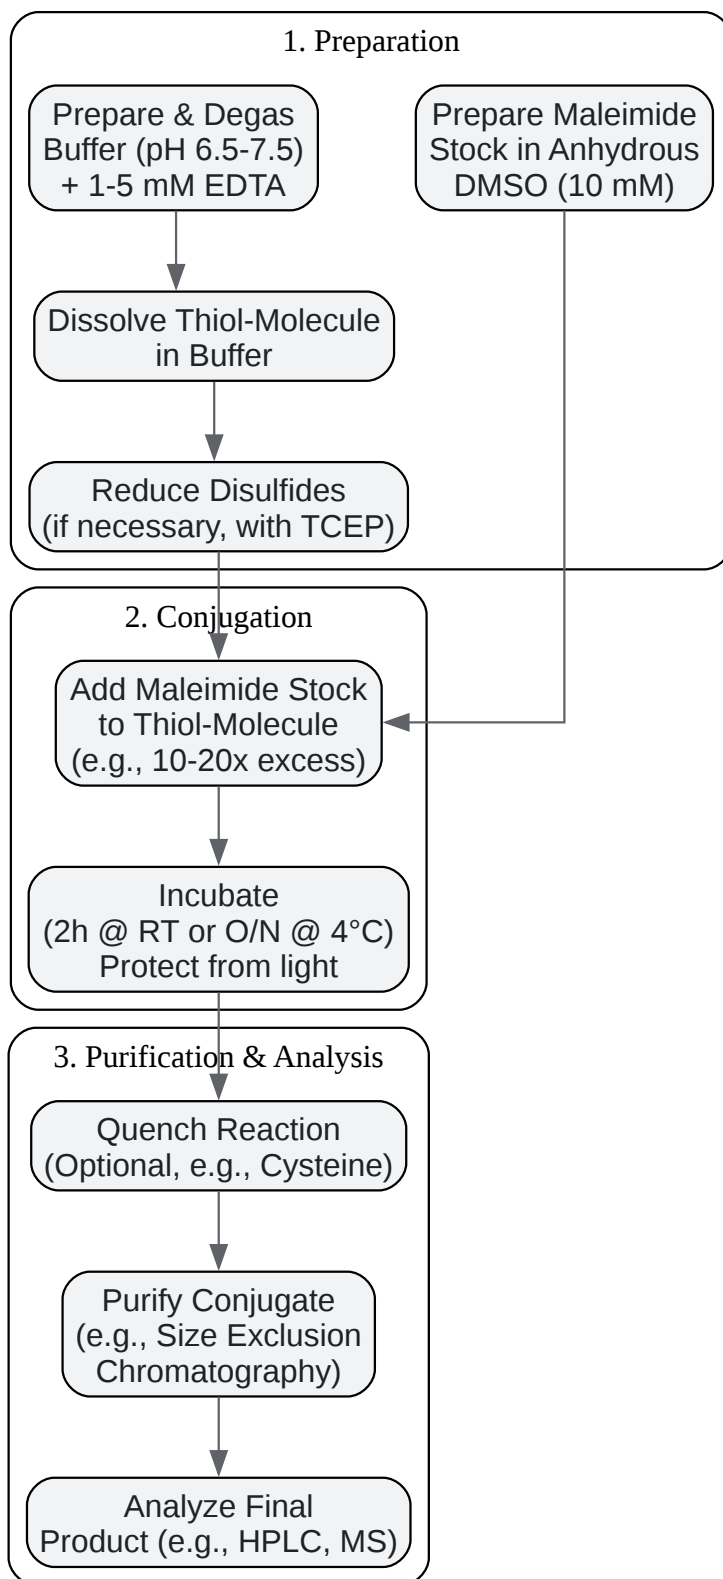 1. Preparation
Prepare & Degas
Buffer (pH 6.5-7.5)
+ 1-5 mM EDTA
Prepare Maleimide
Stock in Anhydrous
DMSO (10 mM)
Dissolve Thiol-Molecule
in Buffer
Reduce Disulfides
(if necessary, with TCEP)
2. Conjugation
Add Maleimide Stock
to Thiol-Molecule
(e.g., 10-20x excess)
Incubate
(2h @ RT or O/N @ 4°C)
Protect from light
3. Purification & Analysis
Quench Reaction
(Optional, e.g., Cysteine)
Purify Conjugate
(e.g., Size Exclusion
Chromatography)
Analyze Final
Product (e.g., HPLC, MS)